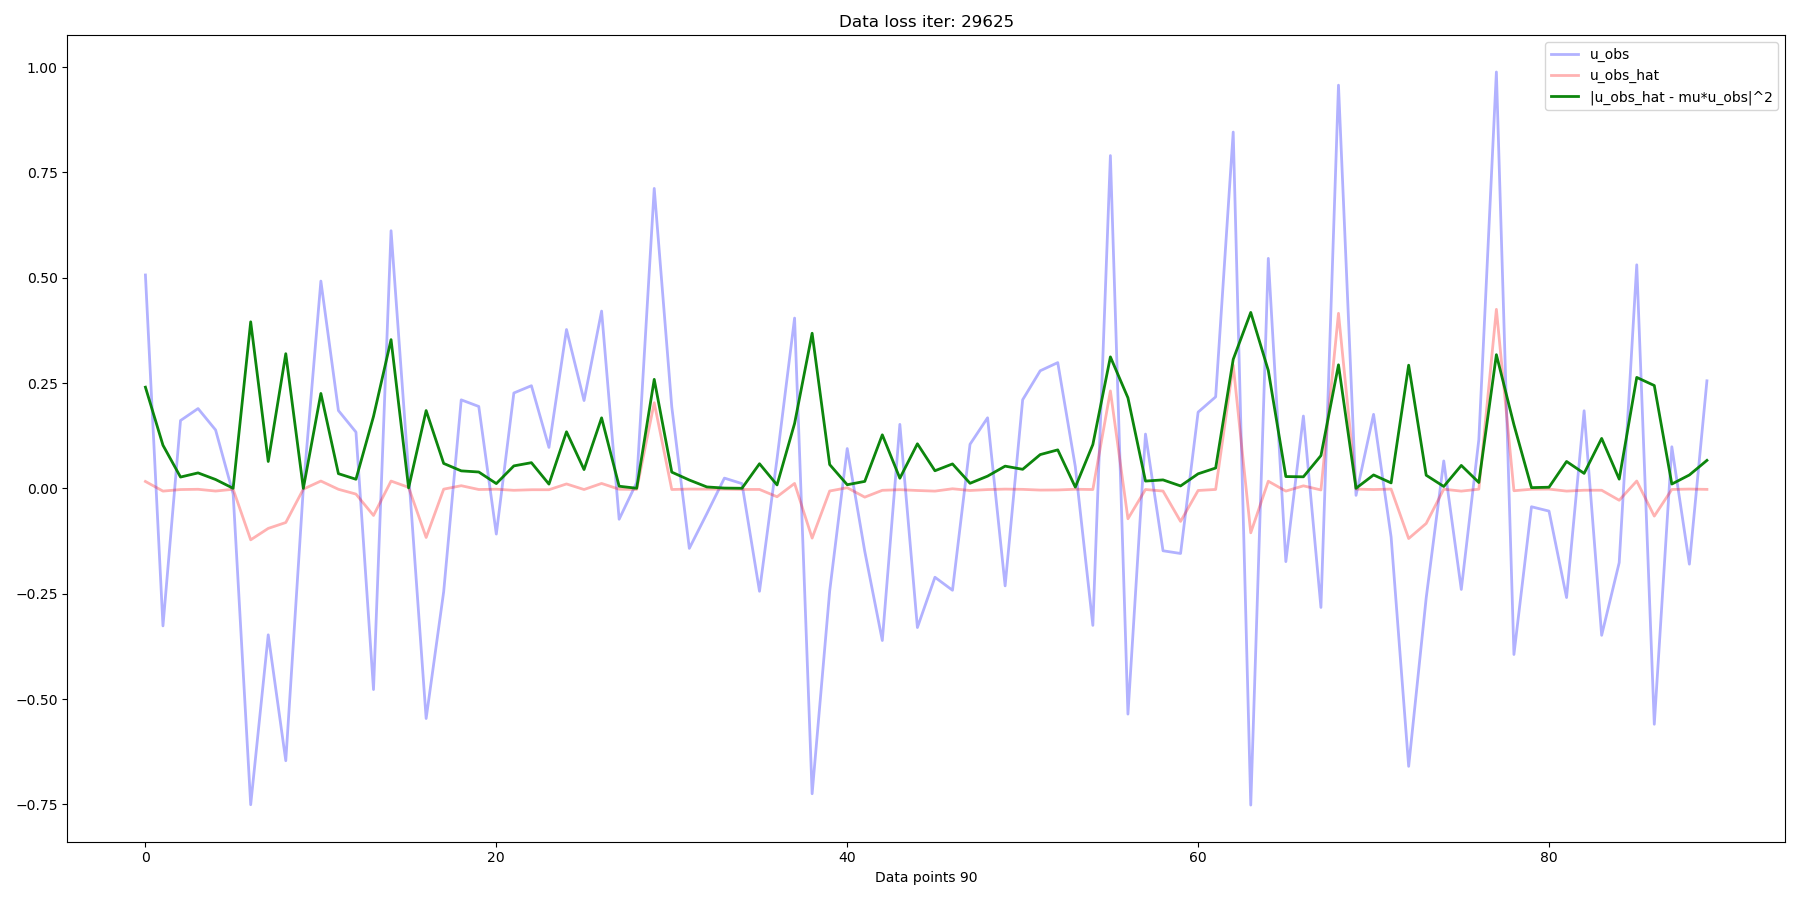 Data loss iter: 29625
u_obs
u_obs_hat
|u_obs_hat - mu*u_obs|^2
1.00
0.75
0.50
0.25
0.00
−0.25
−0.50
−0.75
0
20
40
60
80
Data points 90